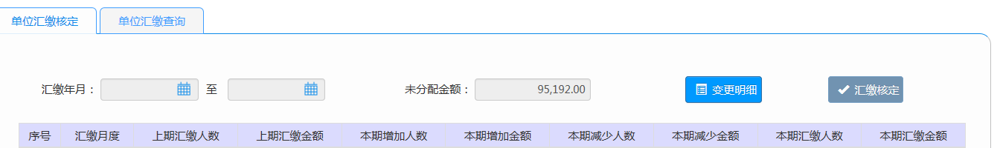 单位汇缴核定 单位汇缴查询
汇缴年月： 至 未分配金额： 95,192.00 变更明细 汇缴核定
序号 汇缴月度 上期汇缴人数 上期汇缴金额 本期增加人数 本期增加金额 本期减少人数 本期减少金额 本期汇缴人数 本期汇缴金额